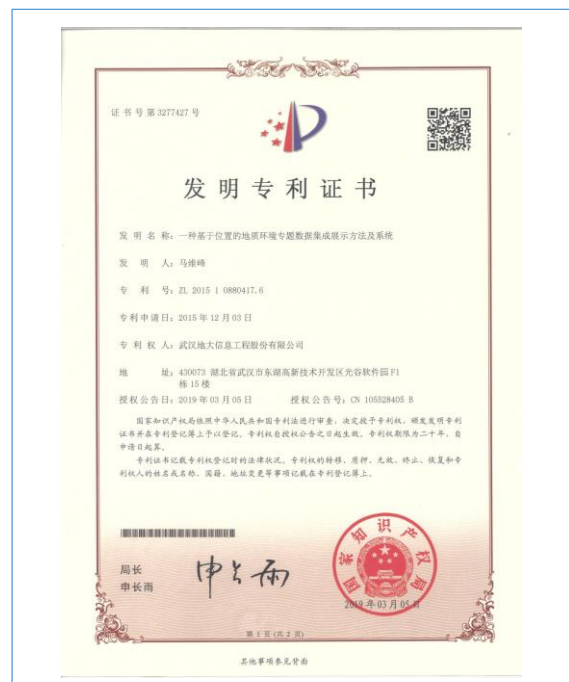 证书号第3277427号
发明专利证书
发明名称：一种基于位置的地质环境专题数据集成展示方法及系统
发明人：马维峰
专利号：ZL 2015 1 0880417.6
专利申请日：2015年12月03日
专利权人：武汉地大信息工程股份有限公司
地址：430073 湖北省武汉市东湖高新技术开发区光谷软件园F1
栋15楼
授权公告日：2019年03月05日 授权公告号：CN 105528405 B
国家知识产权局依照中华人民共和国专利法进行审查，决定授予专利权，颁发发明专利
证书并在专利登记簿上予以登记。专利权自授权公告之日起生效。专利权期限为二十年，自
申请日起算。
专利证书记载专利权登记时的法律状况。专利权的转移、质押、无效、终止、恢复和专
利权人的姓名或名称、国籍、地址变更等事项记载在专利登记簿上。
局长
申长雨
申长雨
国家知识产权局
2019年03月05日
第1页(共2页)
其他事项参见背面